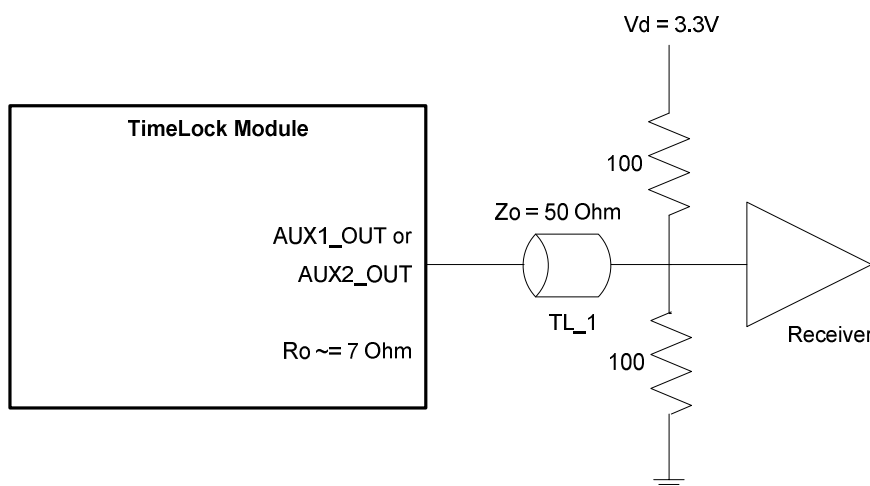 Vd = 3.3V
TimeLock Module
100
Zo = 50 Ohm
AUX1_OUT or
AUX2_OUT
TL_1
Receiver
Ro ~= 7 Ohm
100